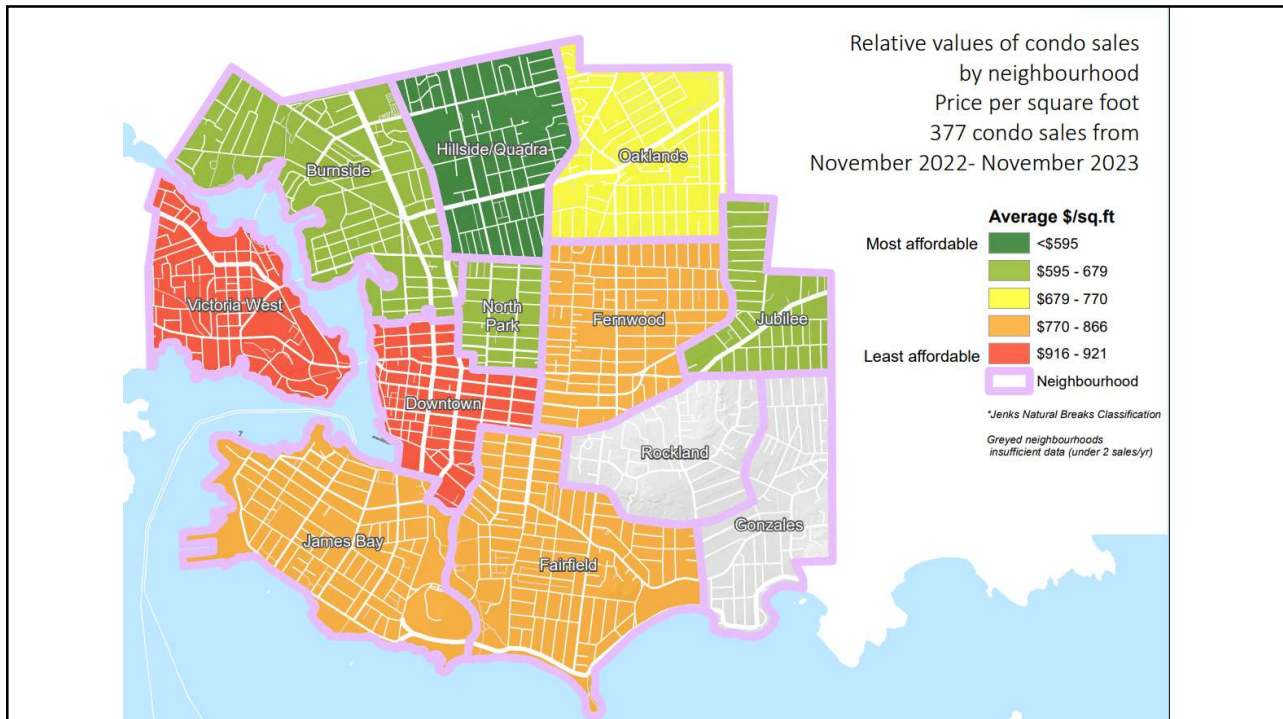 Relative values of condo sales
by neighbourhood
Price per square foot
377 condo sales from
November 2022- November 2023
Average $/sq.ft
Most affordable
<$595
$595 - 679
$679 - 770
$770 - 866
Least affordable
$916 - 921
Neighbourhood
*Jenks Natural Breaks Classification
Greyed neighbourhoods
insufficient data (under 2 sales/yr)
Hillside/Quadra
Oaklands
Burnside
Victoria West
North
Park
Fernwood
Jubilee
Downtown
Rockland
Gonzales
James Bay
Fairfield